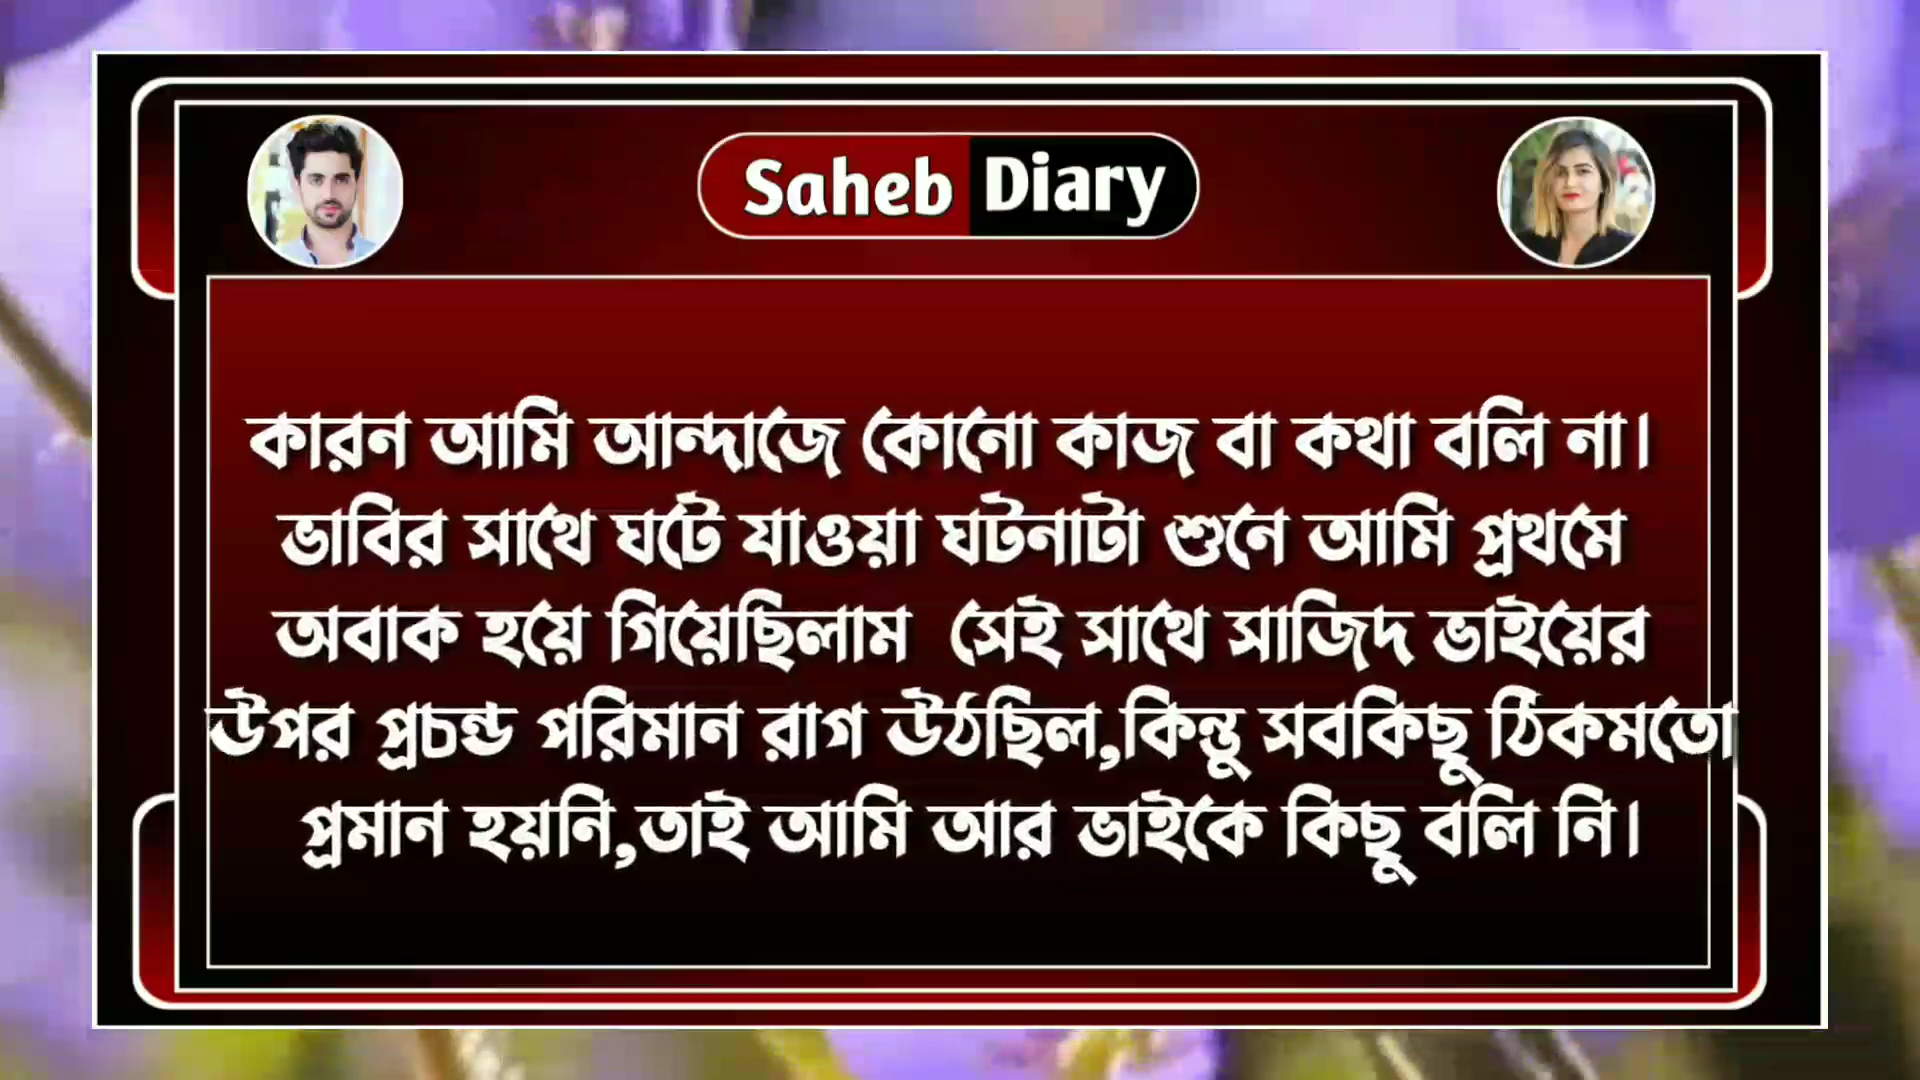 Saheb Diary
কারন আমি আন্দাজে কোনো কাজ বা কথা বলি না।
ভাবির সাথে ঘটে যাওয়া ঘটনাটা শুনে আমি প্রথমে
অবাক হয়ে গিয়েছিলাম  সেই সাথে সাজিদ ভাইয়ের
উপর প্রচন্ড পরিমান রাগ উঠছিল,কিন্তু সবকিছু ঠিকমতো
প্রমান হয়নি,তাই আমি আর ভাইকে কিছু বলি নি।